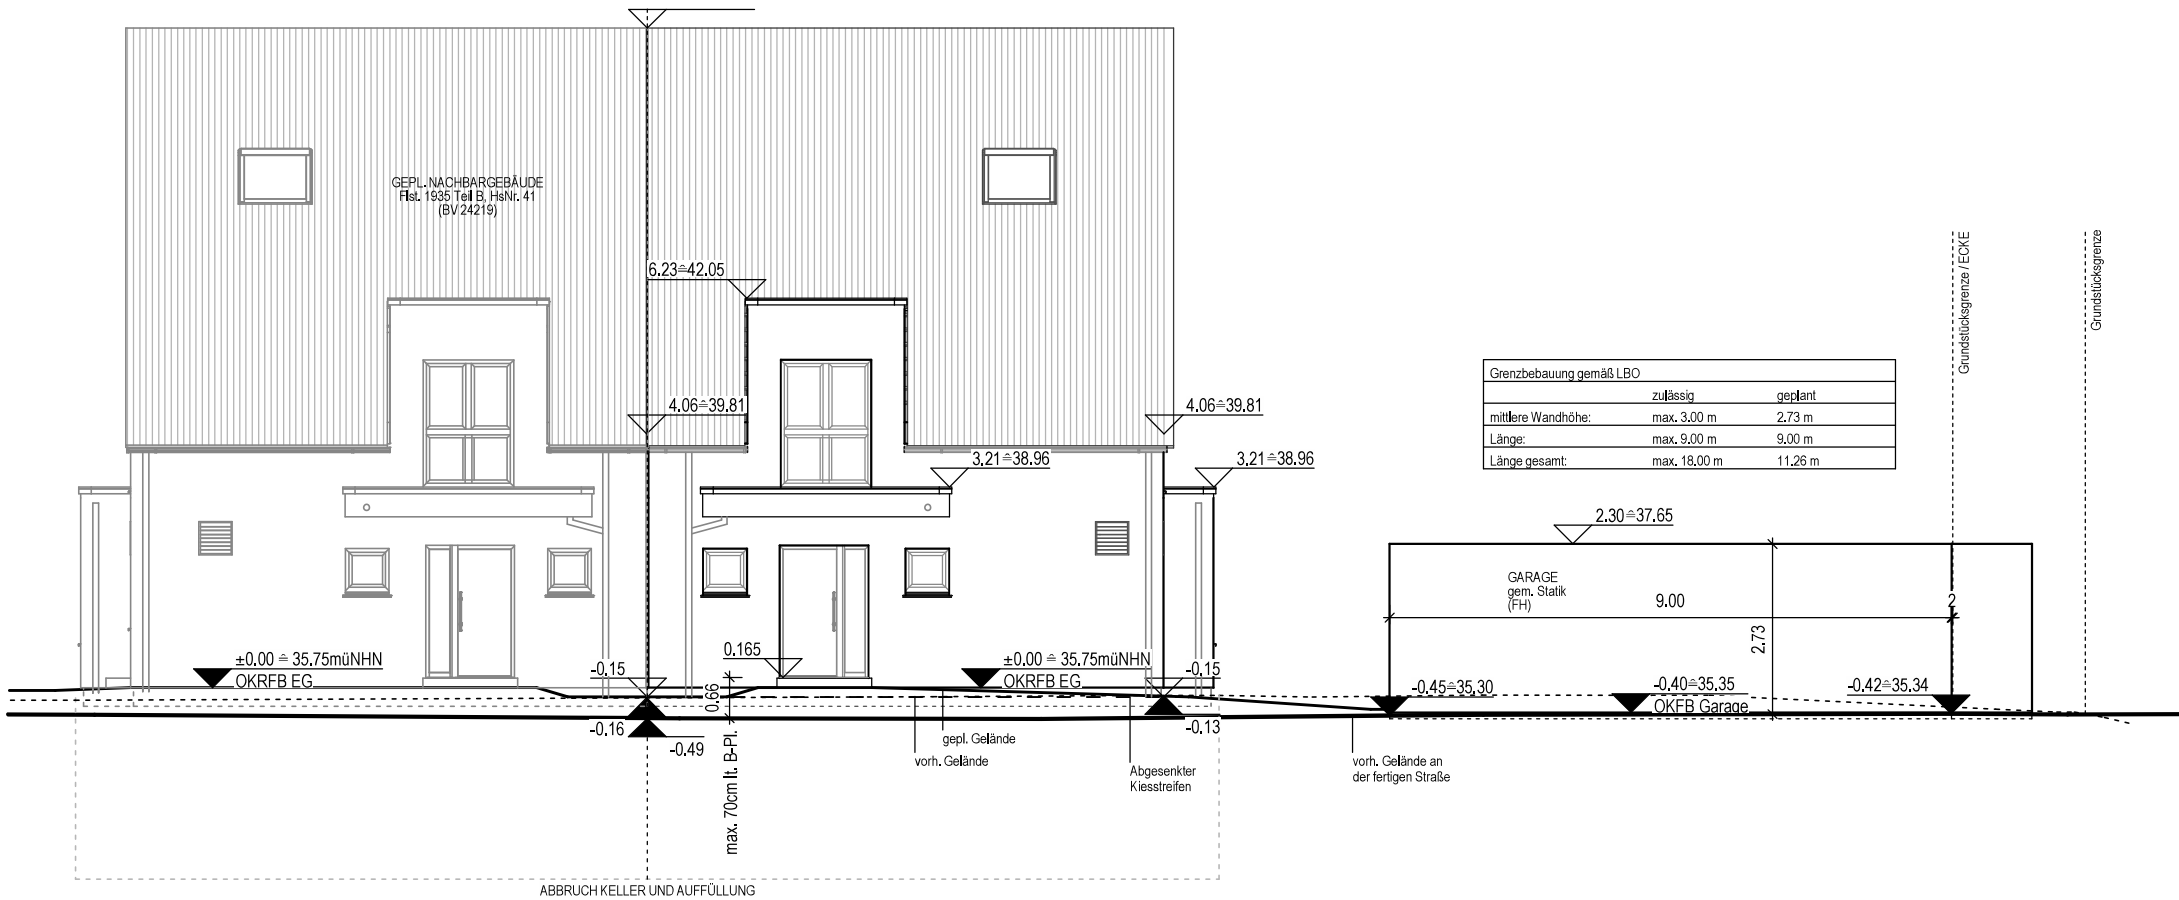 GEPL. NACHBARGEBÄUDE
Flst. 1935 Teil B, HsNr. 41
(BV 24219)
6.23≙42.05
4.06≙39.81
4.06≙39.81
3.21≙38.96
3.21≙38.96
Grundstücksgrenze / ECKE
Grundstücksgrenze
Grenzbebauung gemäß LBO
zulässig geplant
mittlere Wandhöhe: max. 3.00 m 2.73 m
Länge: max. 9.00 m 9.00 m
Länge gesamt: max. 18.00 m 11.26 m
2.30≙37.65
GARAGE
gem. Statik
(FH)
9.00
2
2.73
±0.00 ≙ 35.75müNHN
OKRFB EG
-0.15
0.165
±0.00 ≙ 35.75müNHN
OKRFB EG
-0.15
-0.45≙35.30
-0.40≙35.35
OKFB Garage
-0.42≙35.34
0.66
max. 70cm lt. B-Pl.
-0.16
-0.49
-0.13
gepl. Gelände
vorh. Gelände
Abgesenkter
Kiesstreifen
vorh. Gelände an
der fertigen Straße
ABBRUCH KELLER UND AUFFÜLLUNG